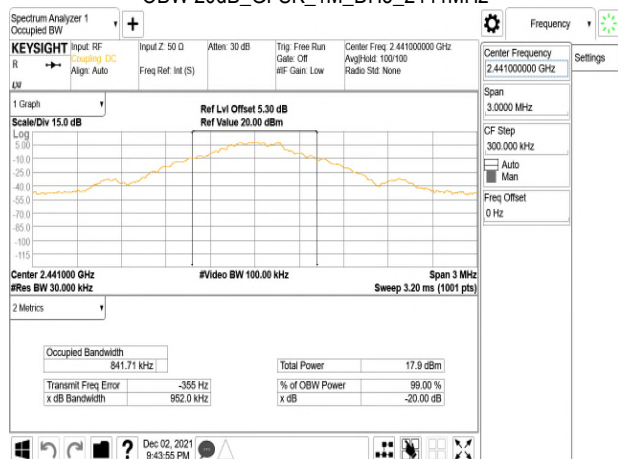 OBW 20dB_GFSK_1M_DH5_2441MHz
Spectrum Analyzer 1
Occupied BW
Frequency
KEYSIGHT
Input: RF
Input Z: 50 Ω
Atten: 30 dB
Trig: Free Run
Center Freq: 2.441000000 GHz
R
Coupling: DC
Gate: Off
Avg|Hold: 100/100
Align: Auto
Freq Ref: Int (S)
#IF Gain: Low
Radio Std: None
LXI
Center Frequency
2.441000000 GHz
Settings
Span
3.0000 MHz
CF Step
300.000 kHz
Auto
Man
Freq Offset
0 Hz
1 Graph
Ref Lvl Offset 5.30 dB
Scale/Div 15.0 dB
Ref Value 20.00 dBm
Log
5.00
-10.0
-25.0
-40.0
-55.0
-70.0
-85.0
-100
-115
Center 2.441000 GHz
#Video BW 100.00 kHz
Span 3 MHz
#Res BW 30.000 kHz
Sweep 3.20 ms (1001 pts)
2 Metrics
Occupied Bandwidth
841.71 kHz
Total Power
17.9 dBm
Transmit Freq Error
-355 Hz
% of OBW Power
99.00 %
x dB Bandwidth
952.0 kHz
x dB
-20.00 dB
?
Dec 02, 2021
9:43:55 PM